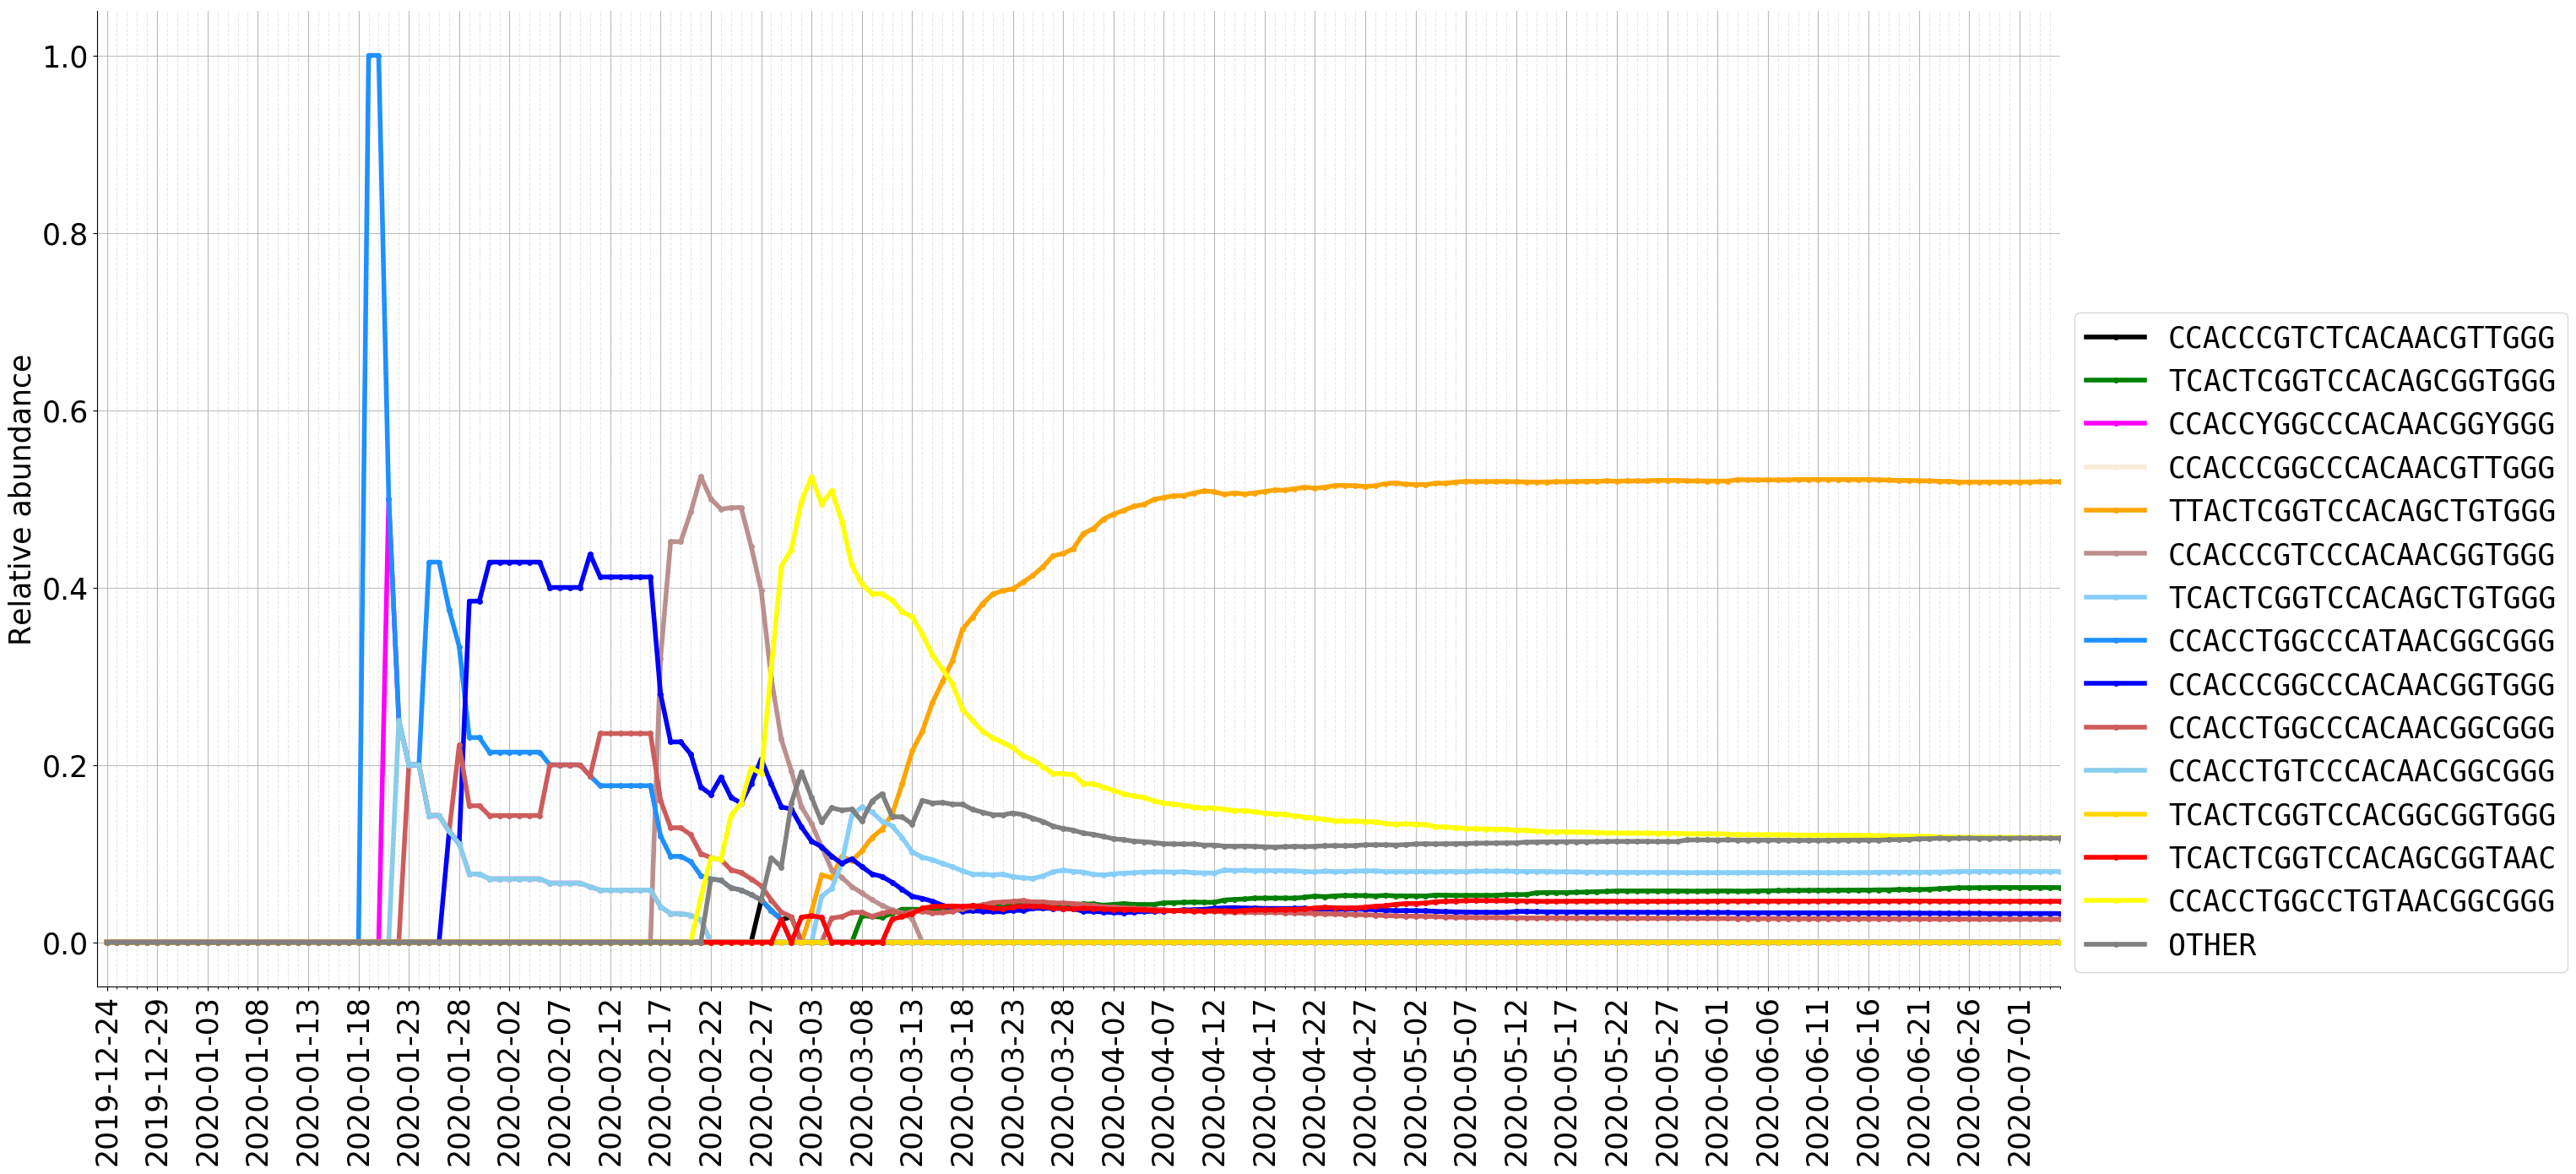 Relative abundance
1.0
0.8
0.6
0.4
0.2
0.0
2019-12-24
2019-12-29
2020-01-03
2020-01-08
2020-01-13
2020-01-18
2020-01-23
2020-01-28
2020-02-02
2020-02-07
2020-02-12
2020-02-17
2020-02-22
2020-02-27
2020-03-03
2020-03-08
2020-03-13
2020-03-18
2020-03-23
2020-03-28
2020-04-02
2020-04-07
2020-04-12
2020-04-17
2020-04-22
2020-04-27
2020-05-02
2020-05-07
2020-05-12
2020-05-17
2020-05-22
2020-05-27
2020-06-01
2020-06-06
2020-06-11
2020-06-16
2020-06-21
2020-06-26
2020-07-01
CCACCCGTCTCACAACGTTGGG
TCACTCGGTCCACAGCGGTGGG
CCACCYGGCCCACAACGGYGGG
CCACCCGGCCCACAACGTTGGG
TTACTCGGTCCACAGCTGTGGG
CCACCCGTCCCACAACGGTGGG
TCACTCGGTCCACAGCTGTGGG
CCACCTGGCCCATAACGGCGGG
CCACCCGGCCCACAACGGTGGG
CCACCTGGCCCACAACGGCGGG
CCACCTGTCCCACAACGGCGGG
TCACTCGGTCCACGGCGGTGGG
TCACTCGGTCCACAGCGGTAAC
CCACCTGGCCTGTAACGGCGGG
OTHER